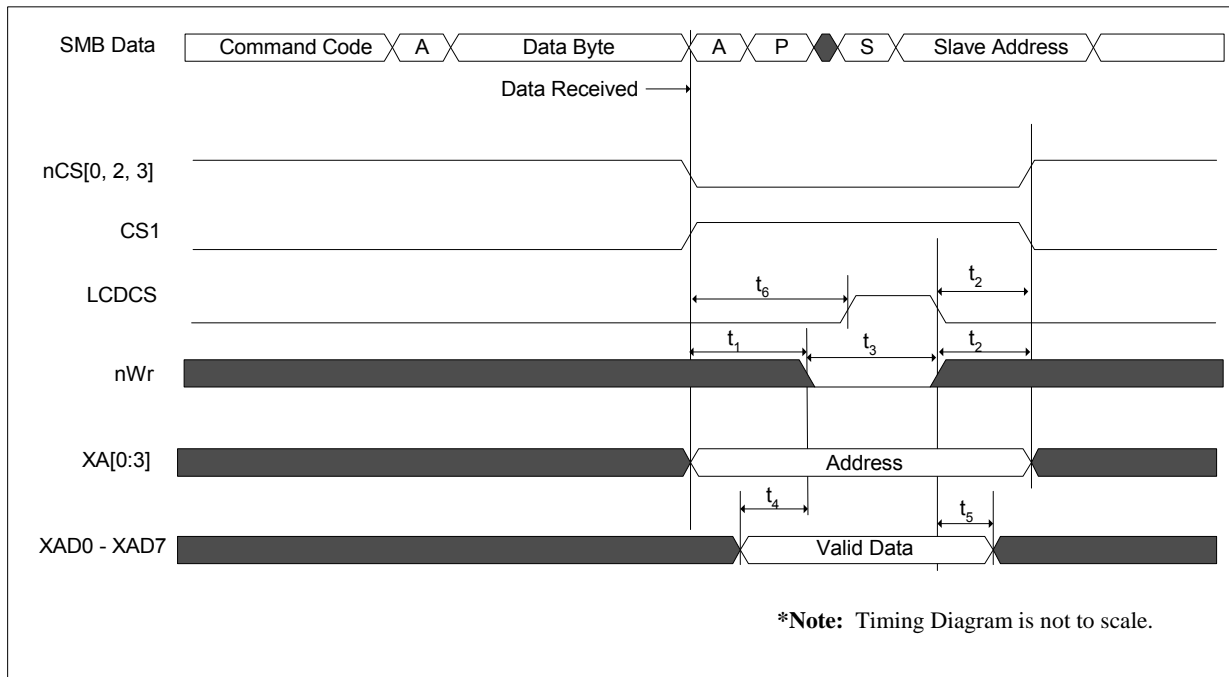 SMB Data Command Code A Data Byte A P S Slave Address
Data Received
nCS[0, 2, 3]
CS1
LCDCS t6 t2
nWr t1 t3 t2
XA[0:3] Address
t4 t5
XAD0 - XAD7 Valid Data
*Note: Timing Diagram is not to scale.